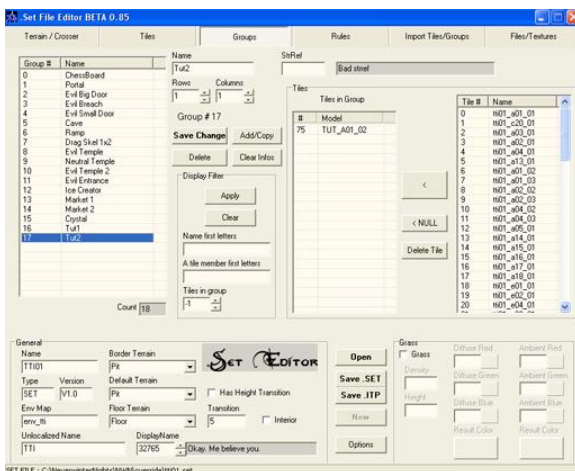 .Set File Editor BETA 0.85
Terrain / Crosser Tiles Groups Rules Import Tiles/Groups Files/Textures
Group # Name
0 ChessBoard
1 Portal
2 Evil Big Door
3 Evil Breach
4 Evil Small Door
5 Cave
6 Ramp
7 Drag Skel 1x2
8 Evil Temple
9 Neutral Temple
10 Evil Temple 2
11 Evil Entrance
12 Ice Creator
13 Market 1
14 Market 2
15 Crystal
16 Tut1
17 Tut2
Count 18
Name
Tut2
Rows Columns
1 1
Group # 17
Save Change Add/Copy
Delete Clear Infos
Display Filter
Apply
Clear
Name first letters
A tile member first letters
Tiles in group
-1
StrRef
Bad strref
Tiles
Tiles in Group
# Model
75 TUT_A01_02
<
< NULL
Delete Tile
Tile # Name
0 tti01_a01_01
1 tti01_c20_01
2 tti01_a03_01
3 tti01_a02_01
4 tti01_a04_01
5 tti01_a13_01
6 tti01_a01_02
7 tti01_a01_03
8 tti01_a02_02
9 tti01_a02_03
10 tti01_a04_02
11 tti01_a04_03
12 tti01_a05_01
13 tti01_a14_01
14 tti01_a15_01
15 tti01_a16_01
16 tti01_a17_01
17 tti01_a18_01
18 tti01_e01_01
19 tti01_e02_01
20 tti01_e04_01
General
Name Border Terrain
TTI01 Pit
Type Version Default Terrain
SET V1.0 Pit
Env Map Floor Terrain
env_tti Floor
Unlocalized Name DisplayName
TTI 32765 Okay. Me believe you.
.Set Editor
Has Height Transition
Transition
5 Interior
Open
Save .SET
Save .ITP
New
Options
Grass
Grass
Density
Height
Diffuse Red Ambient Red
Diffuse Green Ambient Green
Diffuse Blue Ambient Blue
Result Color Result Color